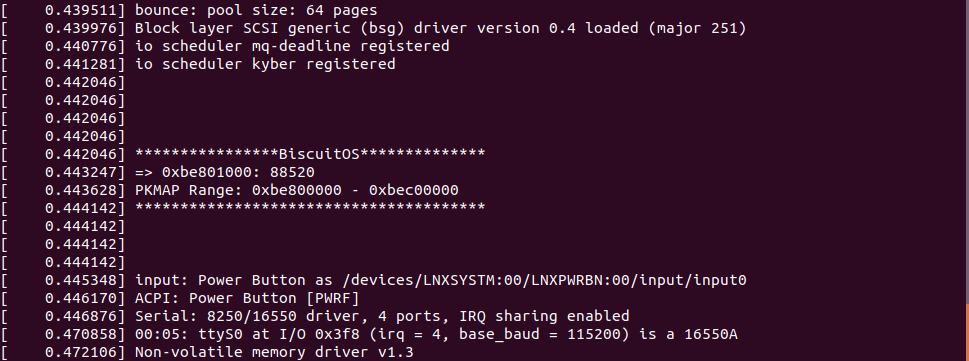 [    0.439511] bounce: pool size: 64 pages
[    0.439976] Block layer SCSI generic (bsg) driver version 0.4 loaded (major 251)
[    0.440776] io scheduler mq-deadline registered
[    0.441281] io scheduler kyber registered
[    0.442046]
[    0.442046]
[    0.442046]
[    0.442046]
[    0.442046] ****************BiscuitOS**************
[    0.443247] => 0xbe801000: 88520
[    0.443628] PKMAP Range: 0xbe800000 - 0xbec00000
[    0.444142] ***************************************
[    0.444142]
[    0.444142]
[    0.444142]
[    0.445348] input: Power Button as /devices/LNXSYSTM:00/LNXPWRBN:00/input/input0
[    0.446170] ACPI: Power Button [PWRF]
[    0.446876] Serial: 8250/16550 driver, 4 ports, IRQ sharing enabled
[    0.470858] 00:05: ttyS0 at I/O 0x3f8 (irq = 4, base_baud = 115200) is a 16550A
[    0.472106] Non-volatile memory driver v1.3